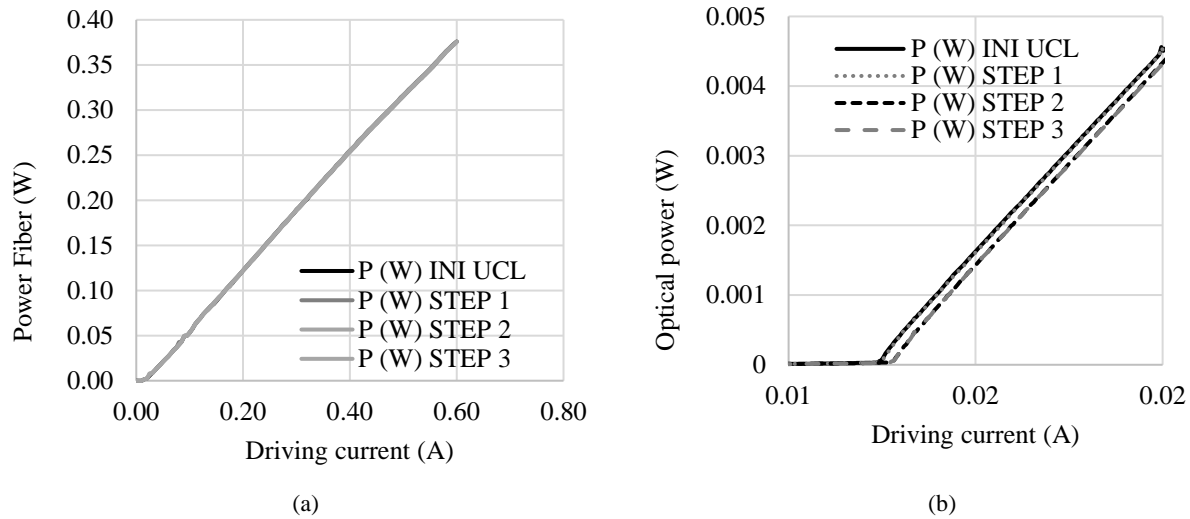 0.40
0.35
0.30
0.25
0.20
0.15
0.10
0.05
0.00
Power Fiber (W)
P (W) INI UCL
P (W) STEP 1
P (W) STEP 2
P (W) STEP 3
0.00 0.20 0.40 0.60 0.80
Driving current (A)
(a)
0.005
0.004
0.003
0.002
0.001
0
Optical power (W)
P (W) INI UCL
P (W) STEP 1
P (W) STEP 2
P (W) STEP 3
0.01 0.02 0.02
Driving current (A)
(b)